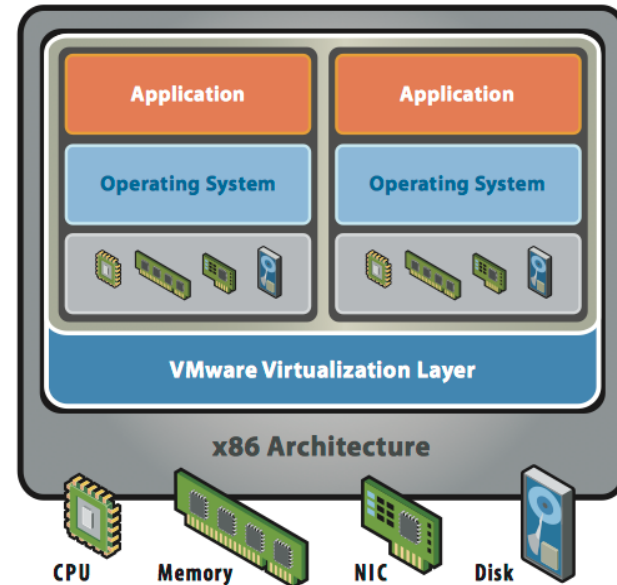 Application
Application
Operating System
Operating System
VMware Virtualization Layer
x86 Architecture
CPU
Memory
NIC
Disk